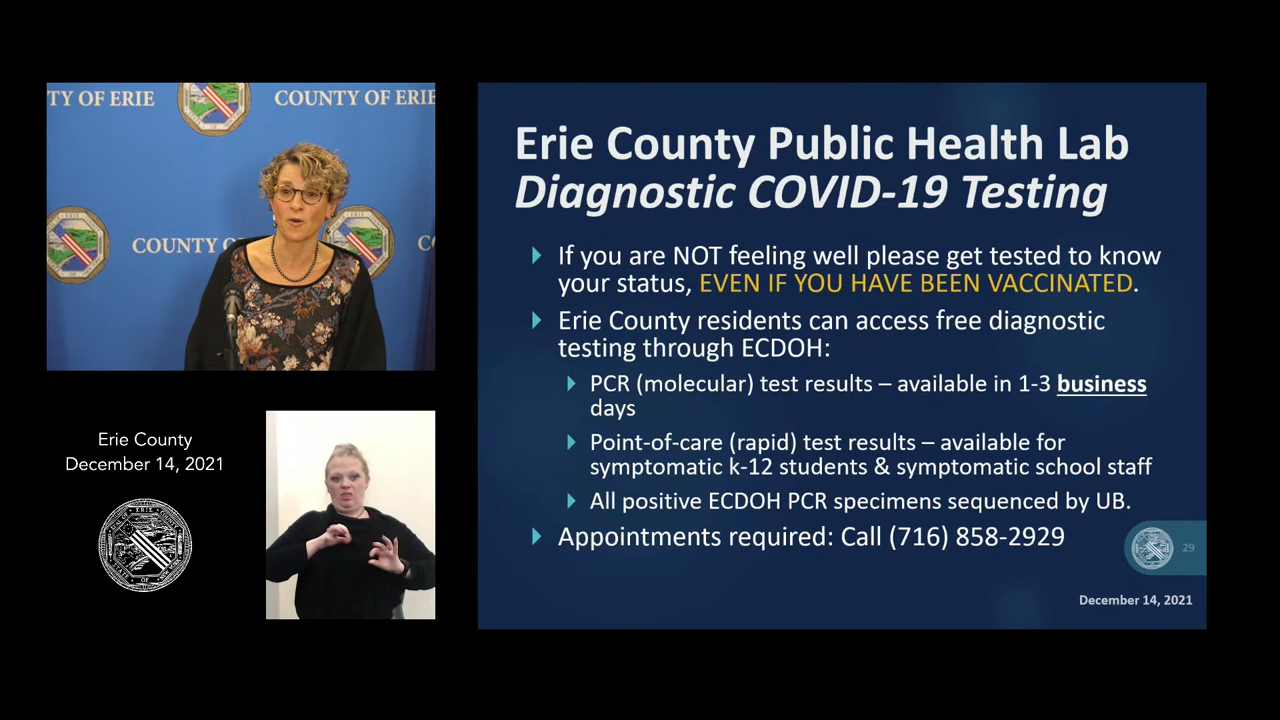 TY OF ERIE
COUNTY OF ERIE
COUNTY O
Erie County
December 14, 2021
Erie County Public Health Lab
Diagnostic COVID-19 Testing
If you are NOT feeling well please get tested to know
your status, EVEN IF YOU HAVE BEEN VACCINATED.
Erie County residents can access free diagnostic
testing through ECDOH:
PCR (molecular) test results – available in 1-3 business
days
Point-of-care (rapid) test results – available for
symptomatic k-12 students & symptomatic school staff
All positive ECDOH PCR specimens sequenced by UB.
Appointments required: Call (716) 858-2929
29
December 14, 2021